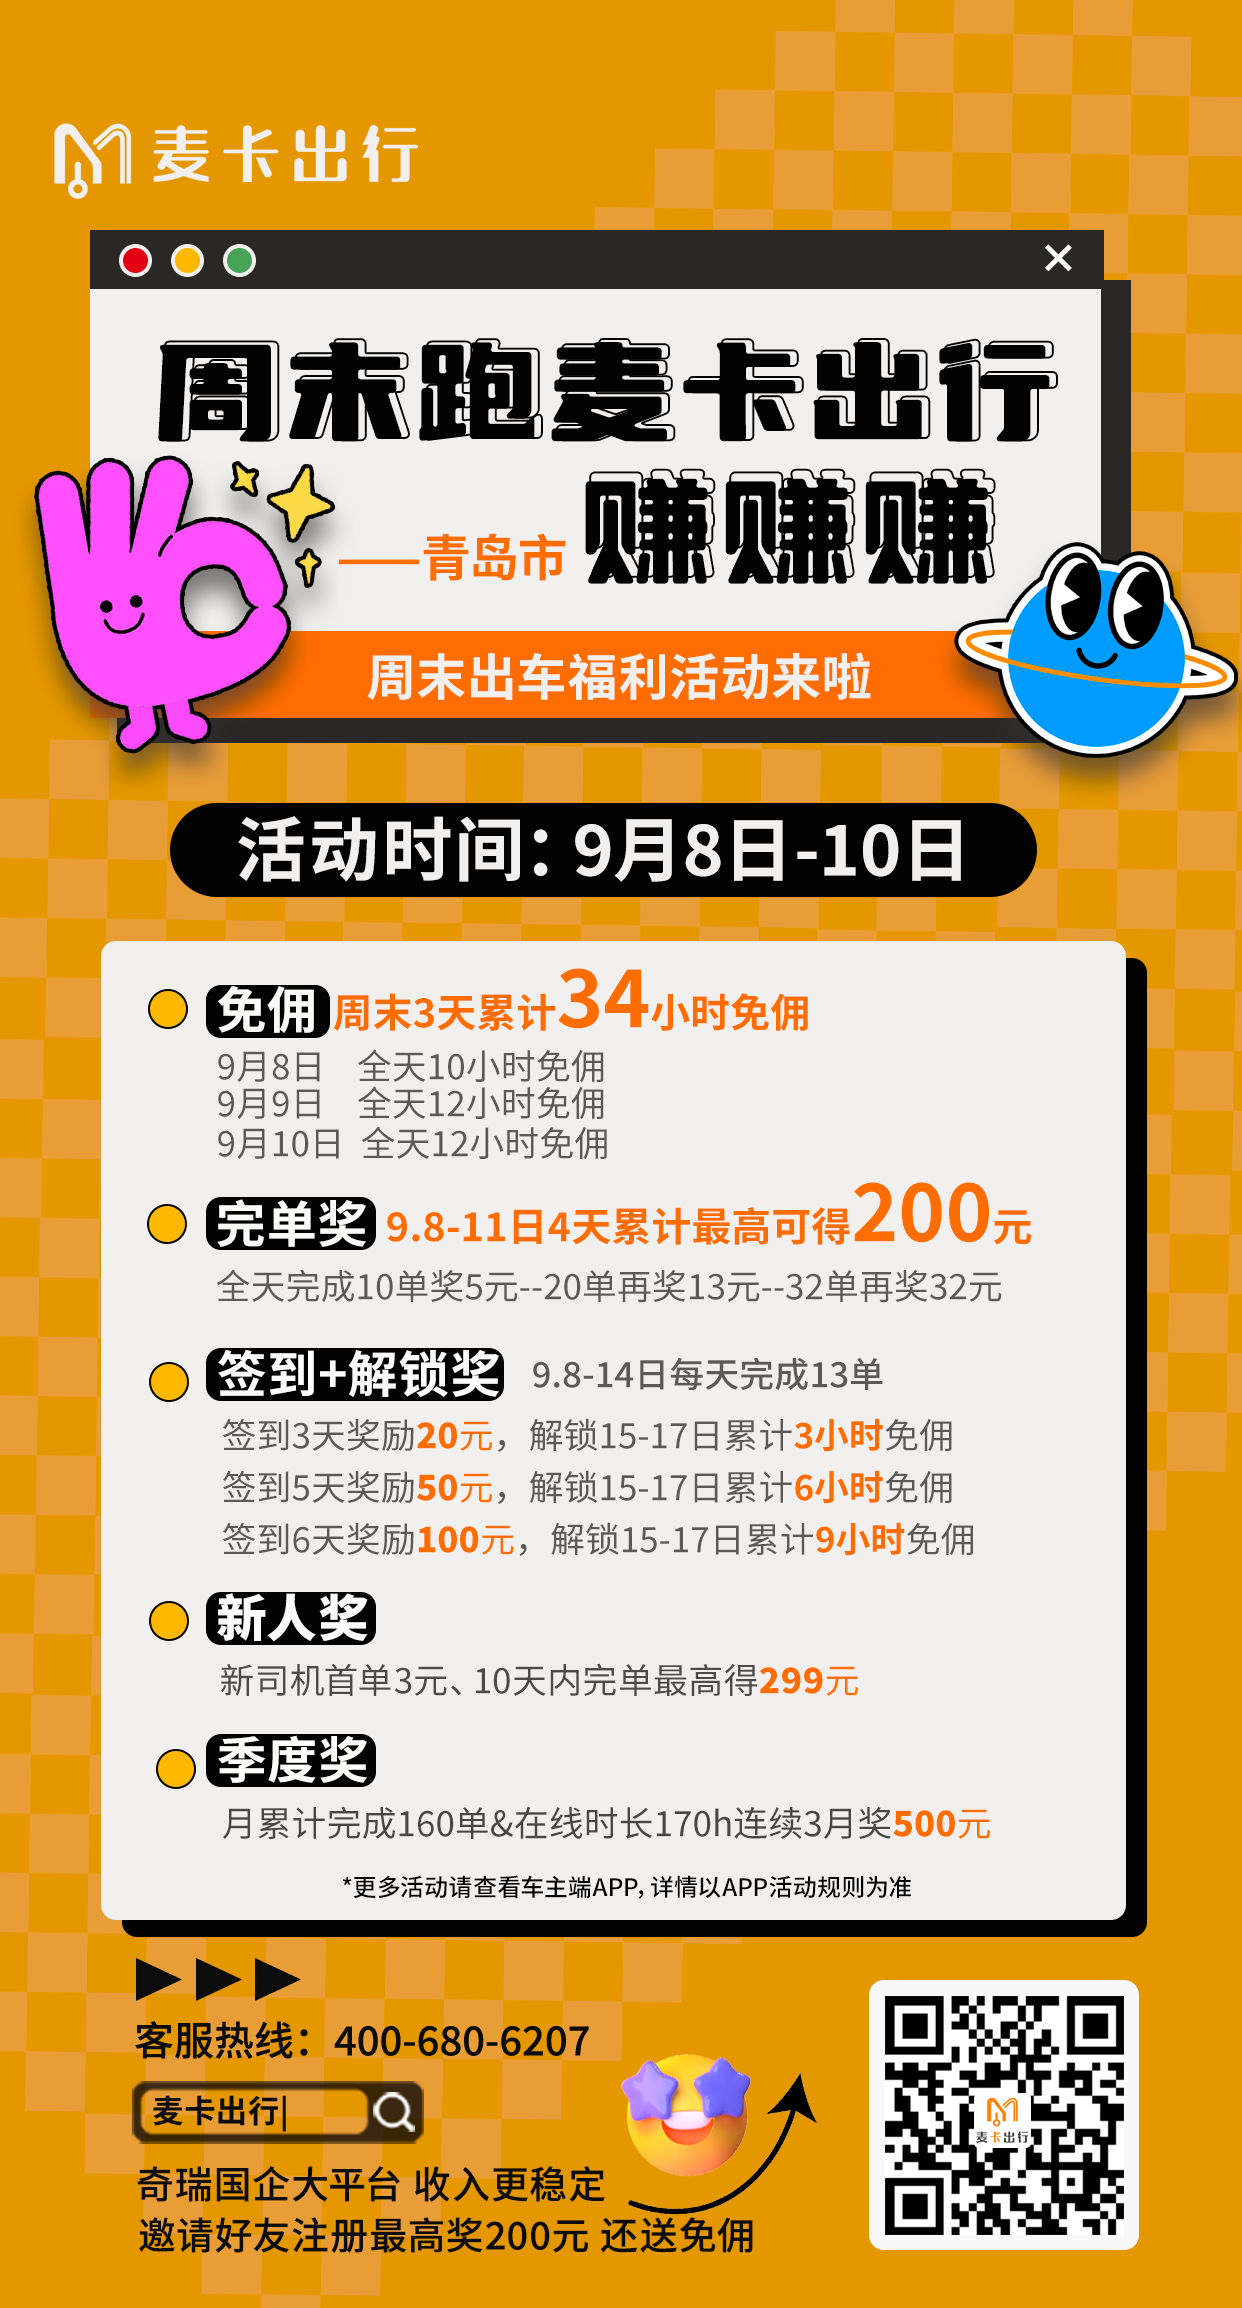 麦卡出行
周末跑麦卡出行
赚赚赚
——青岛市
周末出车福利活动来啦
活动时间：9月8日-10日
免佣 周末3天累计34小时免佣
9月8日 全天10小时免佣
9月9日 全天12小时免佣
9月10日 全天12小时免佣
完单奖 9.8-11日4天累计最高可得200元
全天完成10单奖5元--20单再奖13元--32单再奖32元
签到+解锁奖 9.8-14日每天完成13单
签到3天奖励20元，解锁15-17日累计3小时免佣
签到5天奖励50元，解锁15-17日累计6小时免佣
签到6天奖励100元，解锁15-17日累计9小时免佣
新人奖
新司机首单3元、10天内完单最高得299元
季度奖
月累计完成160单&在线时长170h连续3月奖500元
*更多活动请查看车主端APP，详情以APP活动规则为准
客服热线：400-680-6207
麦卡出行|
奇瑞国企大平台 收入更稳定
邀请好友注册最高奖200元 还送免佣
麦卡出行